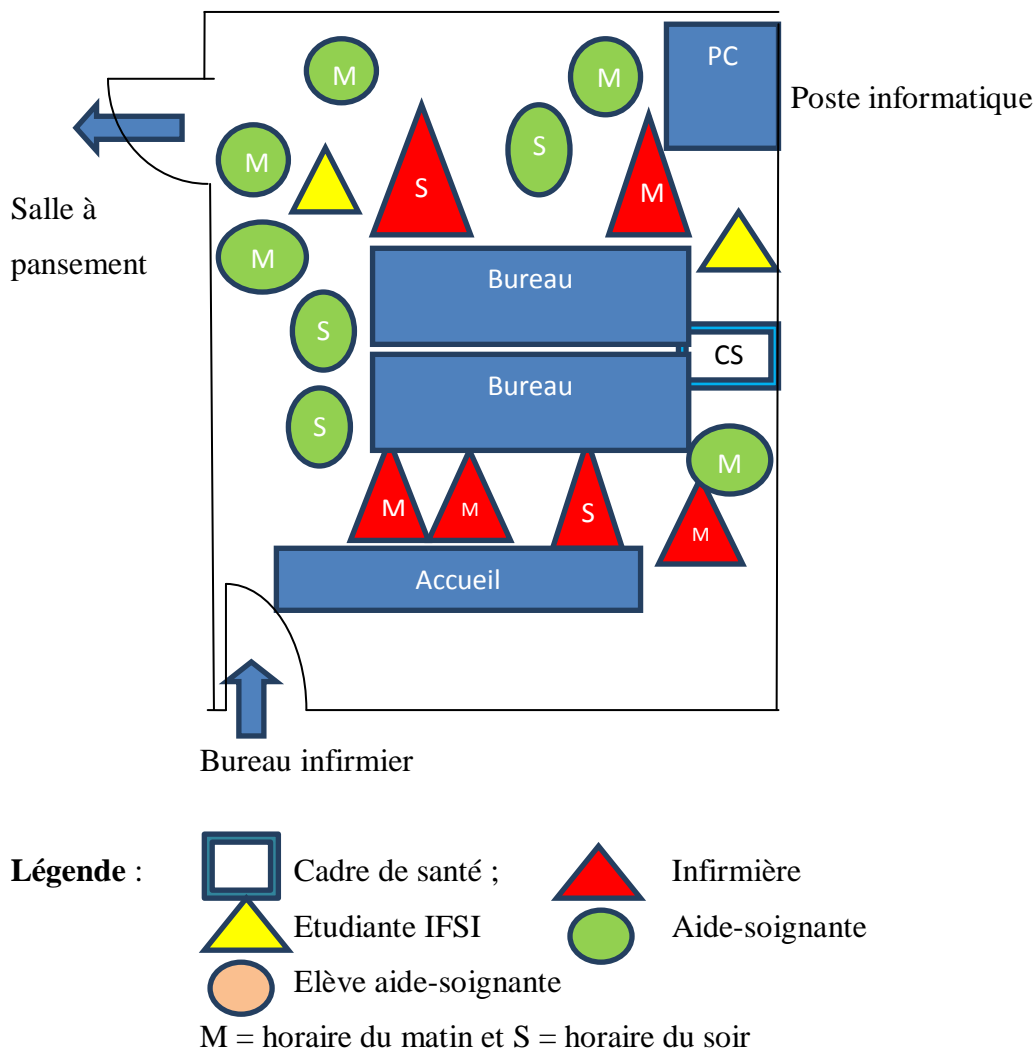 PC
M
M
Poste informatique
S
M
S
M
Salle à
pansement
M
Bureau
S
CS
Bureau
S
M
M
M
S
M
Accueil
Bureau infirmier
Légende :
Cadre de santé ;
Infirmière
Etudiante IFSI
Aide-soignante
Elève aide-soignante
M = horaire du matin et S = horaire du soir